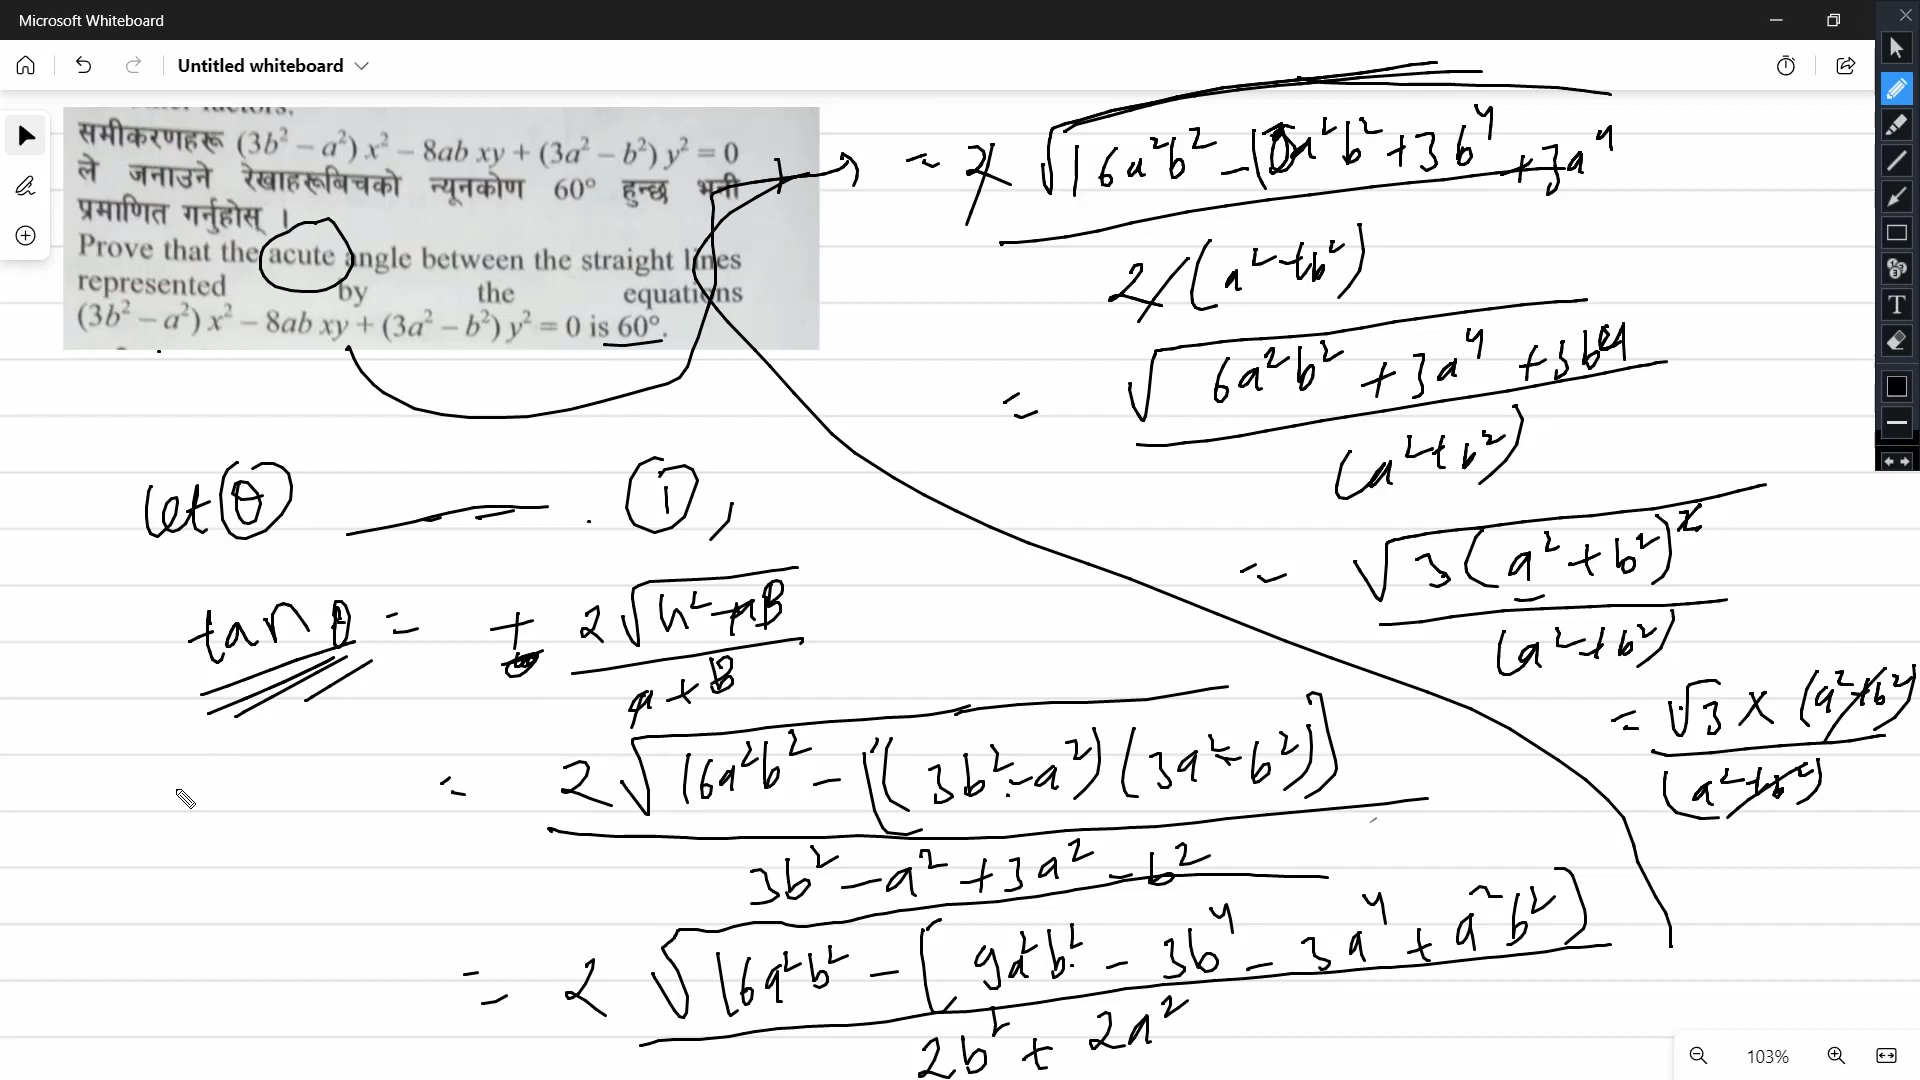 Microsoft Whiteboard
Untitled whiteboard
समीकरणहरू (3b² – a²) x² – 8ab xy + (3a² – b²) y² = 0
ले जनाउने रेखाहरूबिचको न्यूनकोण 60° हुन्छ भनी
प्रमाणित गर्नुहोस् ।
Prove that the acute angle between the straight lines
represented by the equations
(3b² – a²) x² – 8ab xy + (3a² – b²) y² = 0 is 60°.
let θ ——— . ①,
tan θ = ± 2√(h² - AB)
A + B
= 2√(16a²b² - [(3b² - a²)(3a² - b²)])
3b² - a² + 3a² - b²
= 2√(16a²b² - [9a²b² - 3b⁴ - 3a⁴ + a²b²])
2b² + 2a²
= 2√(16a²b² - 10a²b² + 3b⁴ + 3a⁴)
2(a² + b²)
= √(6a²b² + 3a⁴ + 3b⁴)
(a² + b²)
= √(3(a² + b²)²)
(a² + b²)
= √3 × (a² + b²)
(a² + b²)
T
103%